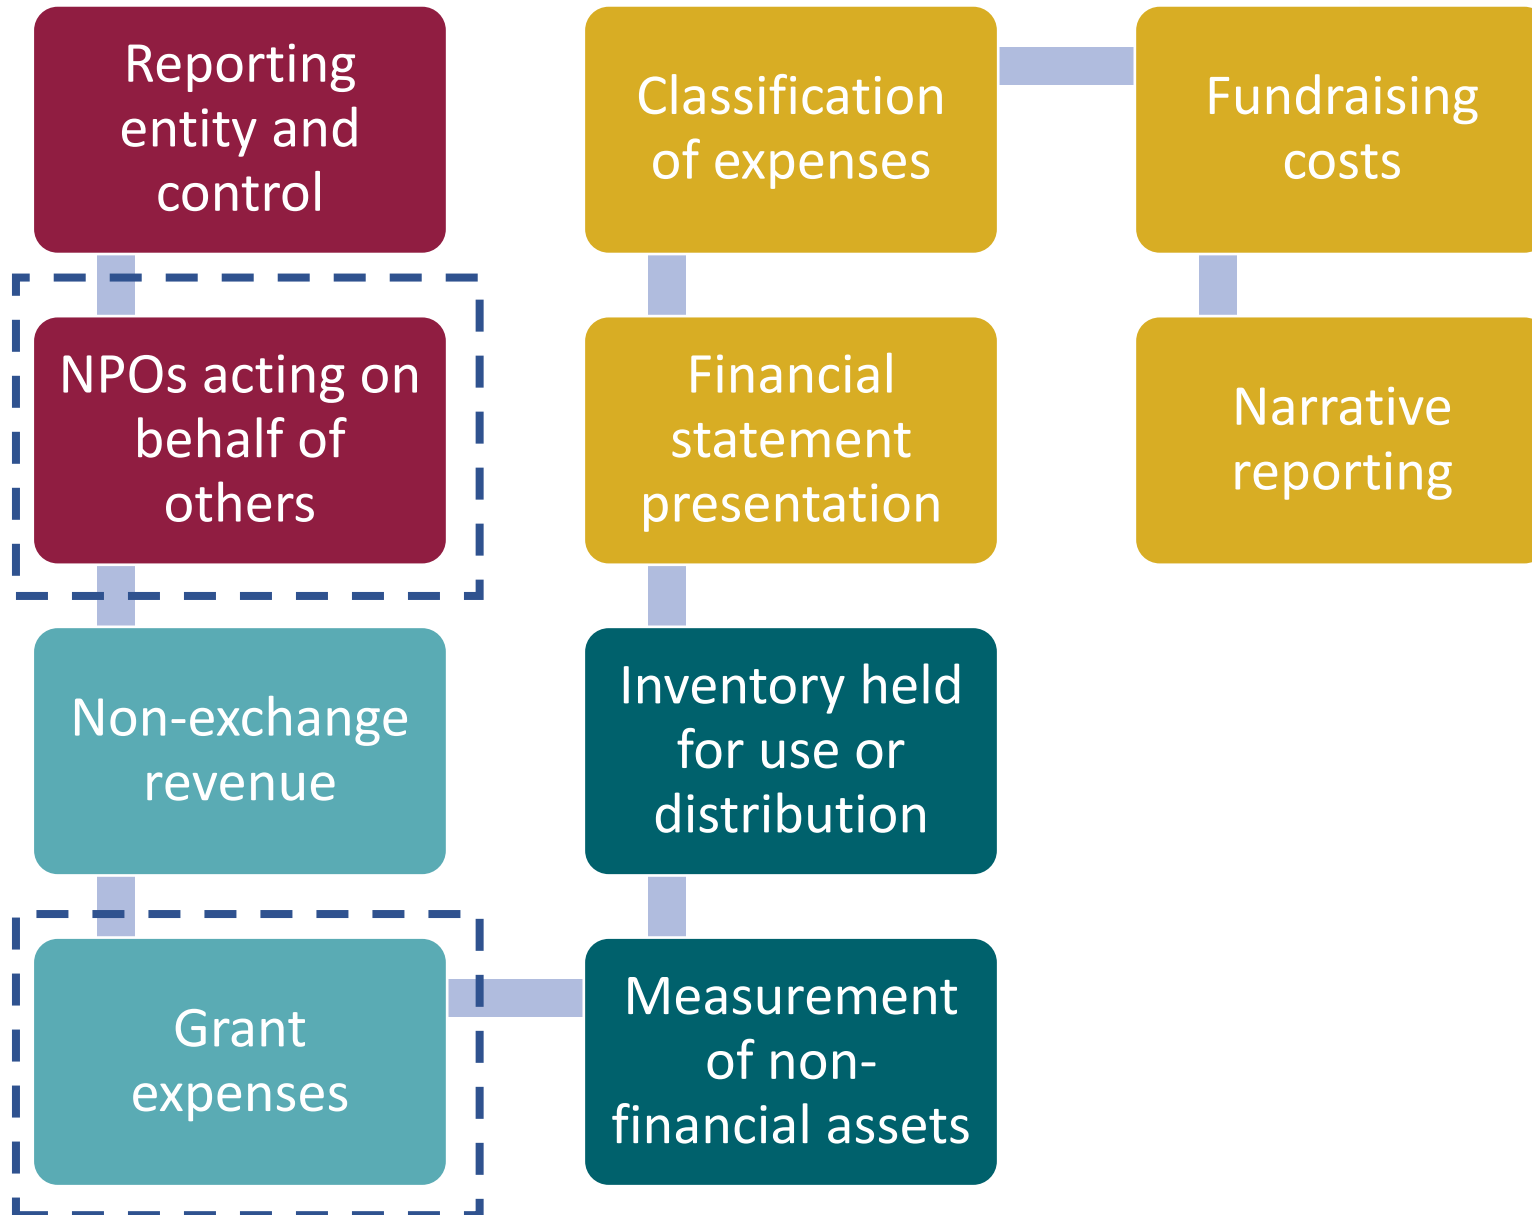 Reporting
entity and
control
NPOs acting on
behalf of
others
Non-exchange
revenue
Grant
expenses
Measurement
of non-
financial assets
Inventory held
for use or
distribution
Financial
statement
presentation
Classification
of expenses
Fundraising
costs
Narrative
reporting